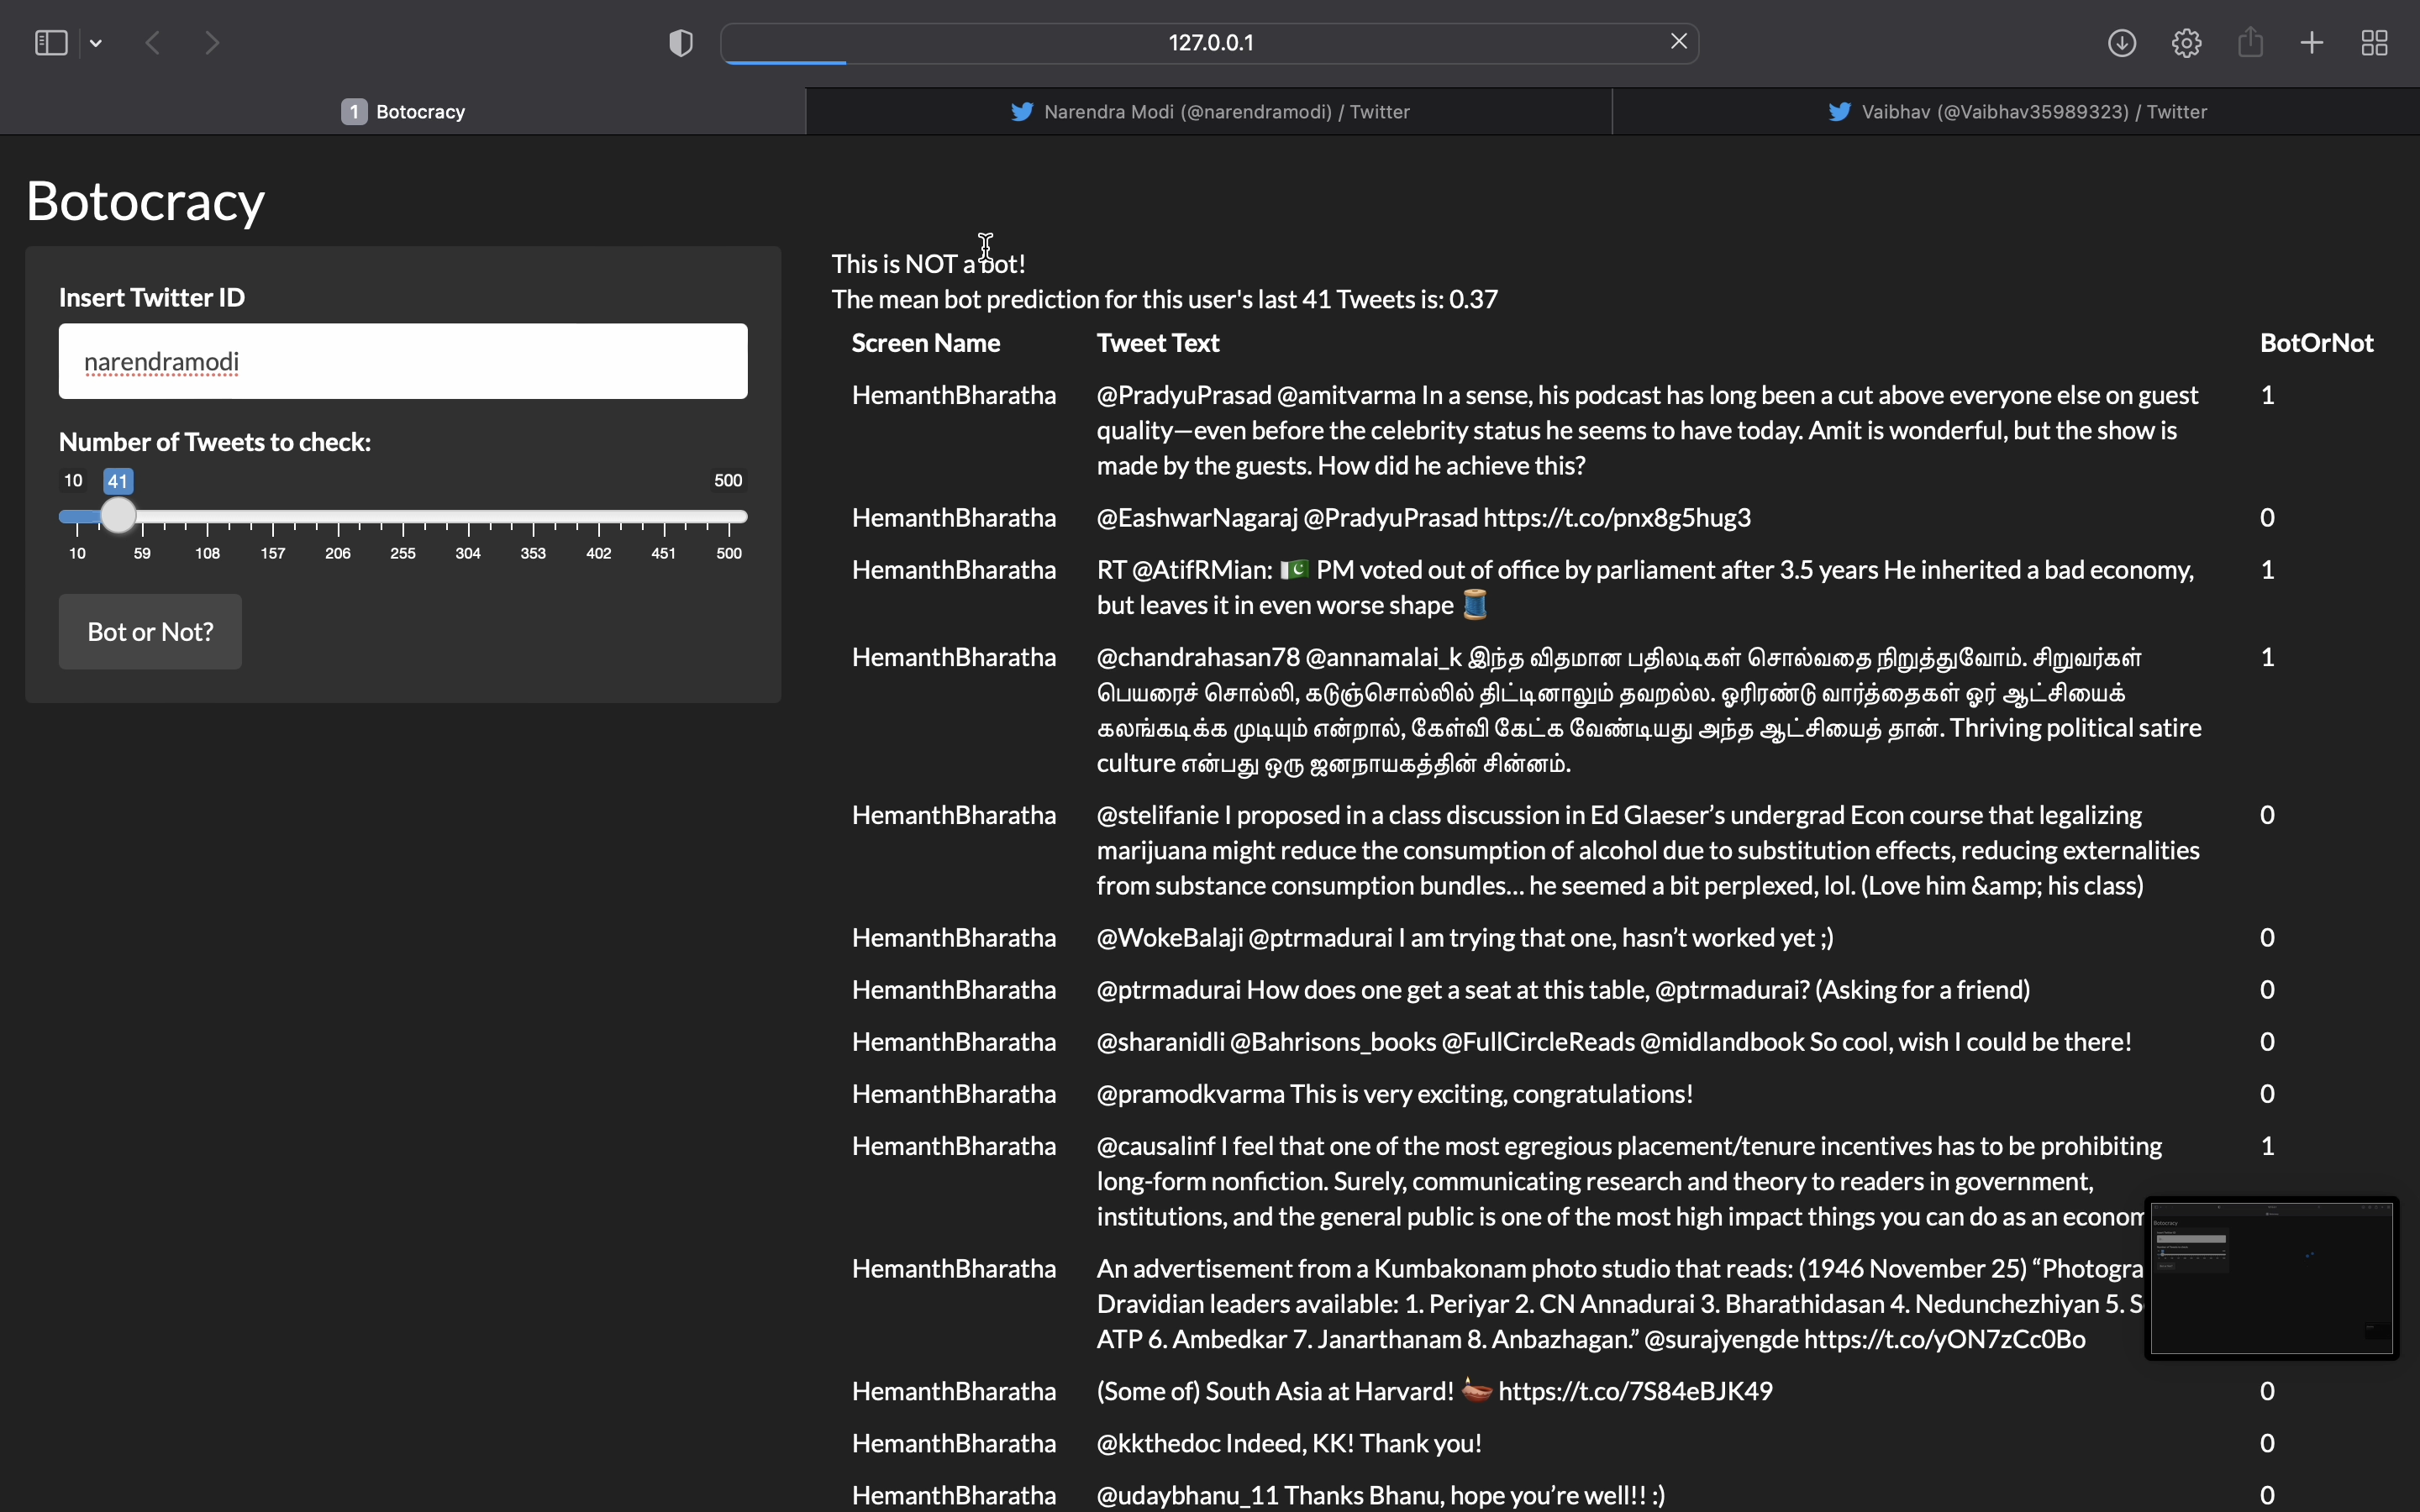 127.0.0.1
1 Botocracy
Narendra Modi (@narendramodi) / Twitter
Vaibhav (@Vaibhav35989323) / Twitter
Botocracy
Insert Twitter ID
narendramodi
Number of Tweets to check:
10 41 500
10 59 108 157 206 255 304 353 402 451 500
Bot or Not?
This is NOT a bot!
The mean bot prediction for this user's last 41 Tweets is: 0.37
Screen Name Tweet Text BotOrNot
HemanthBharatha @PradyuPrasad @amitvarma In a sense, his podcast has long been a cut above everyone else on guest 1
quality—even before the celebrity status he seems to have today. Amit is wonderful, but the show is
made by the guests. How did he achieve this?
HemanthBharatha @EashwarNagaraj @PradyuPrasad https://t.co/pnx8g5hug3 0
HemanthBharatha RT @AtifRMian: 🇵🇰 PM voted out of office by parliament after 3.5 years He inherited a bad economy, 1
but leaves it in even worse shape 🧵
HemanthBharatha @chandrahasan78 @annamalai_k இந்த விதமான பதிலடிகள் சொல்வதை நிறுத்துவோம். சிறுவர்கள் 1
பெயரைச் சொல்லி, கடுஞ்சொல்லில் திட்டினாலும் தவறல்ல. ஓரிரண்டு வார்த்தைகள் ஓர் ஆட்சியைக்
கலங்கடிக்க முடியும் என்றால், கேள்வி கேட்க வேண்டியது அந்த ஆட்சியைத் தான். Thriving political satire
culture என்பது ஒரு ஜனநாயகத்தின் சின்னம்.
HemanthBharatha @stelifanie I proposed in a class discussion in Ed Glaeser’s undergrad Econ course that legalizing 0
marijuana might reduce the consumption of alcohol due to substitution effects, reducing externalities
from substance consumption bundles… he seemed a bit perplexed, lol. (Love him &amp; his class)
HemanthBharatha @WokeBalaji @ptrmadurai I am trying that one, hasn’t worked yet ;) 0
HemanthBharatha @ptrmadurai How does one get a seat at this table, @ptrmadurai? (Asking for a friend) 0
HemanthBharatha @sharanidli @Bahrisons_books @FullCircleReads @midlandbook So cool, wish I could be there! 0
HemanthBharatha @pramodkvarma This is very exciting, congratulations! 0
HemanthBharatha @causalinf I feel that one of the most egregious placement/tenure incentives has to be prohibiting 1
long-form nonfiction. Surely, communicating research and theory to readers in government,
institutions, and the general public is one of the most high impact things you can do as an econom
HemanthBharatha An advertisement from a Kumbakonam photo studio that reads: (1946 November 25) “Photogra
Dravidian leaders available: 1. Periyar 2. CN Annadurai 3. Bharathidasan 4. Nedunchezhiyan 5. S
ATP 6. Ambedkar 7. Janarthanam 8. Anbazhagan.” @surajyengde https://t.co/yON7zCc0Bo
HemanthBharatha (Some of) South Asia at Harvard! 🪔 https://t.co/7S84eBJK49 0
HemanthBharatha @kkthedoc Indeed, KK! Thank you! 0
HemanthBharatha @udaybhanu_11 Thanks Bhanu, hope you’re well!! :) 0